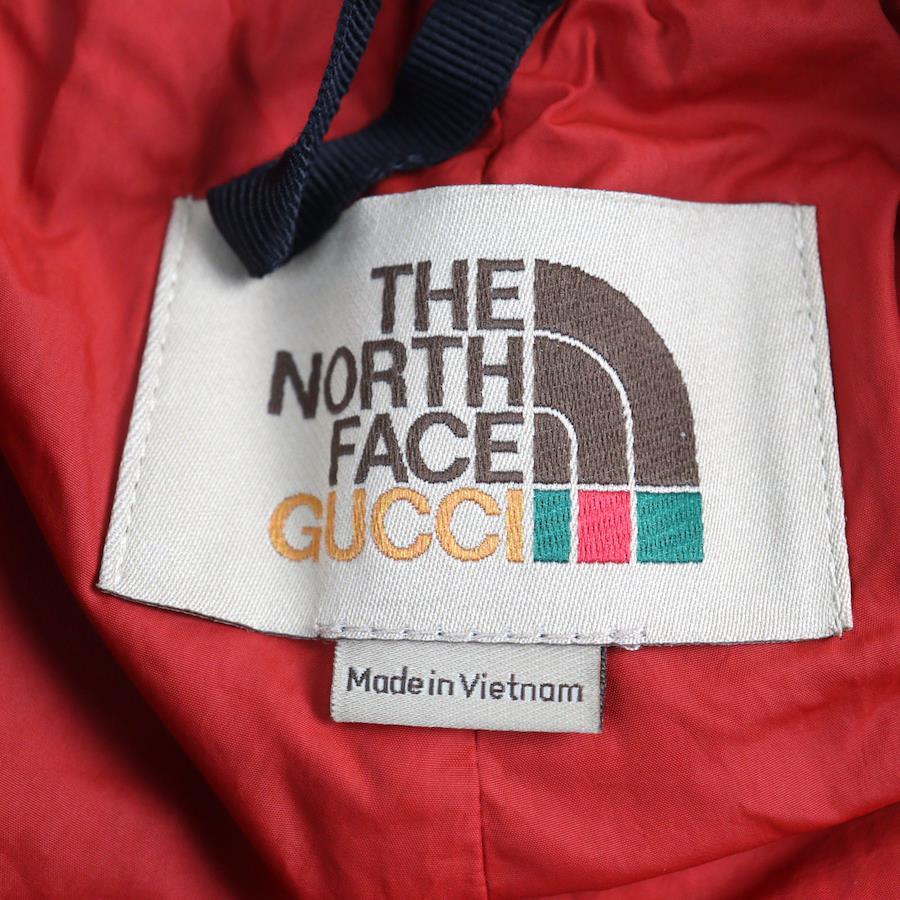 THE
NORTH
FACE
GUCCI
Made in Vietnam